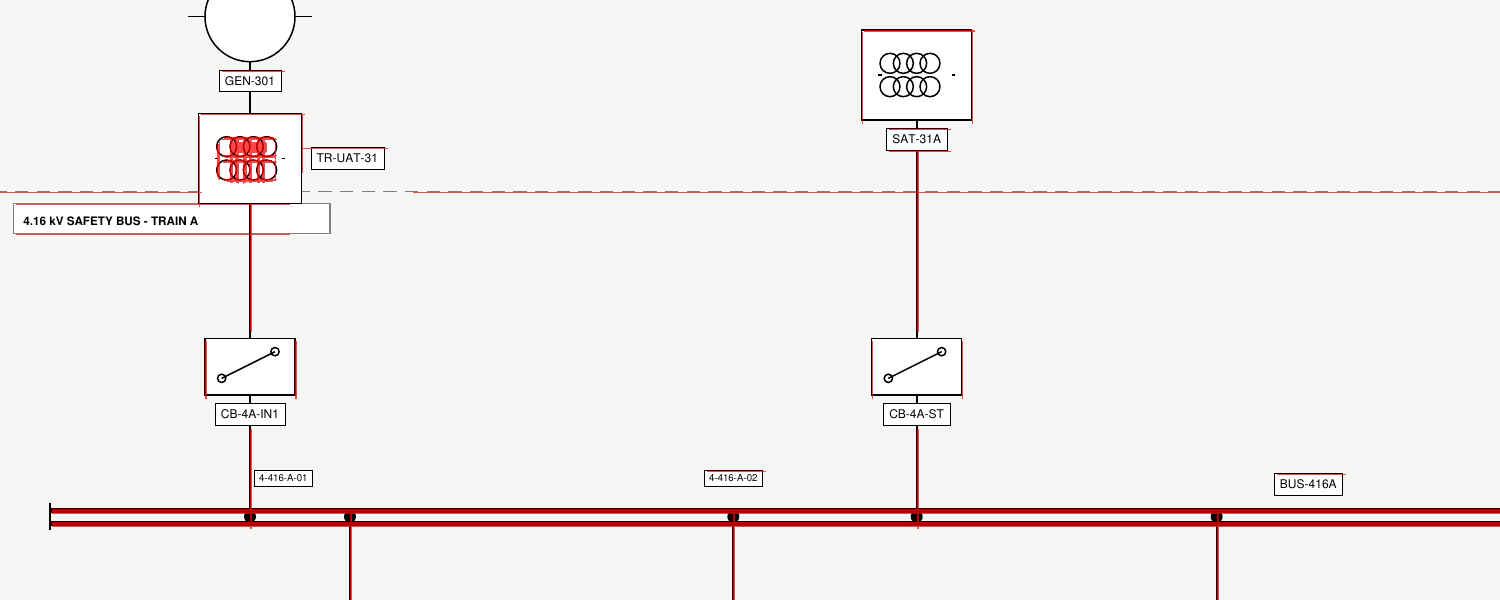 GEN-301
SAT-31A
TR-UAT-31
4.16 kV SAFETY BUS - TRAIN A
CB-4A-IN1
CB-4A-ST
4-416-A-01
4-416-A-02
BUS-416A